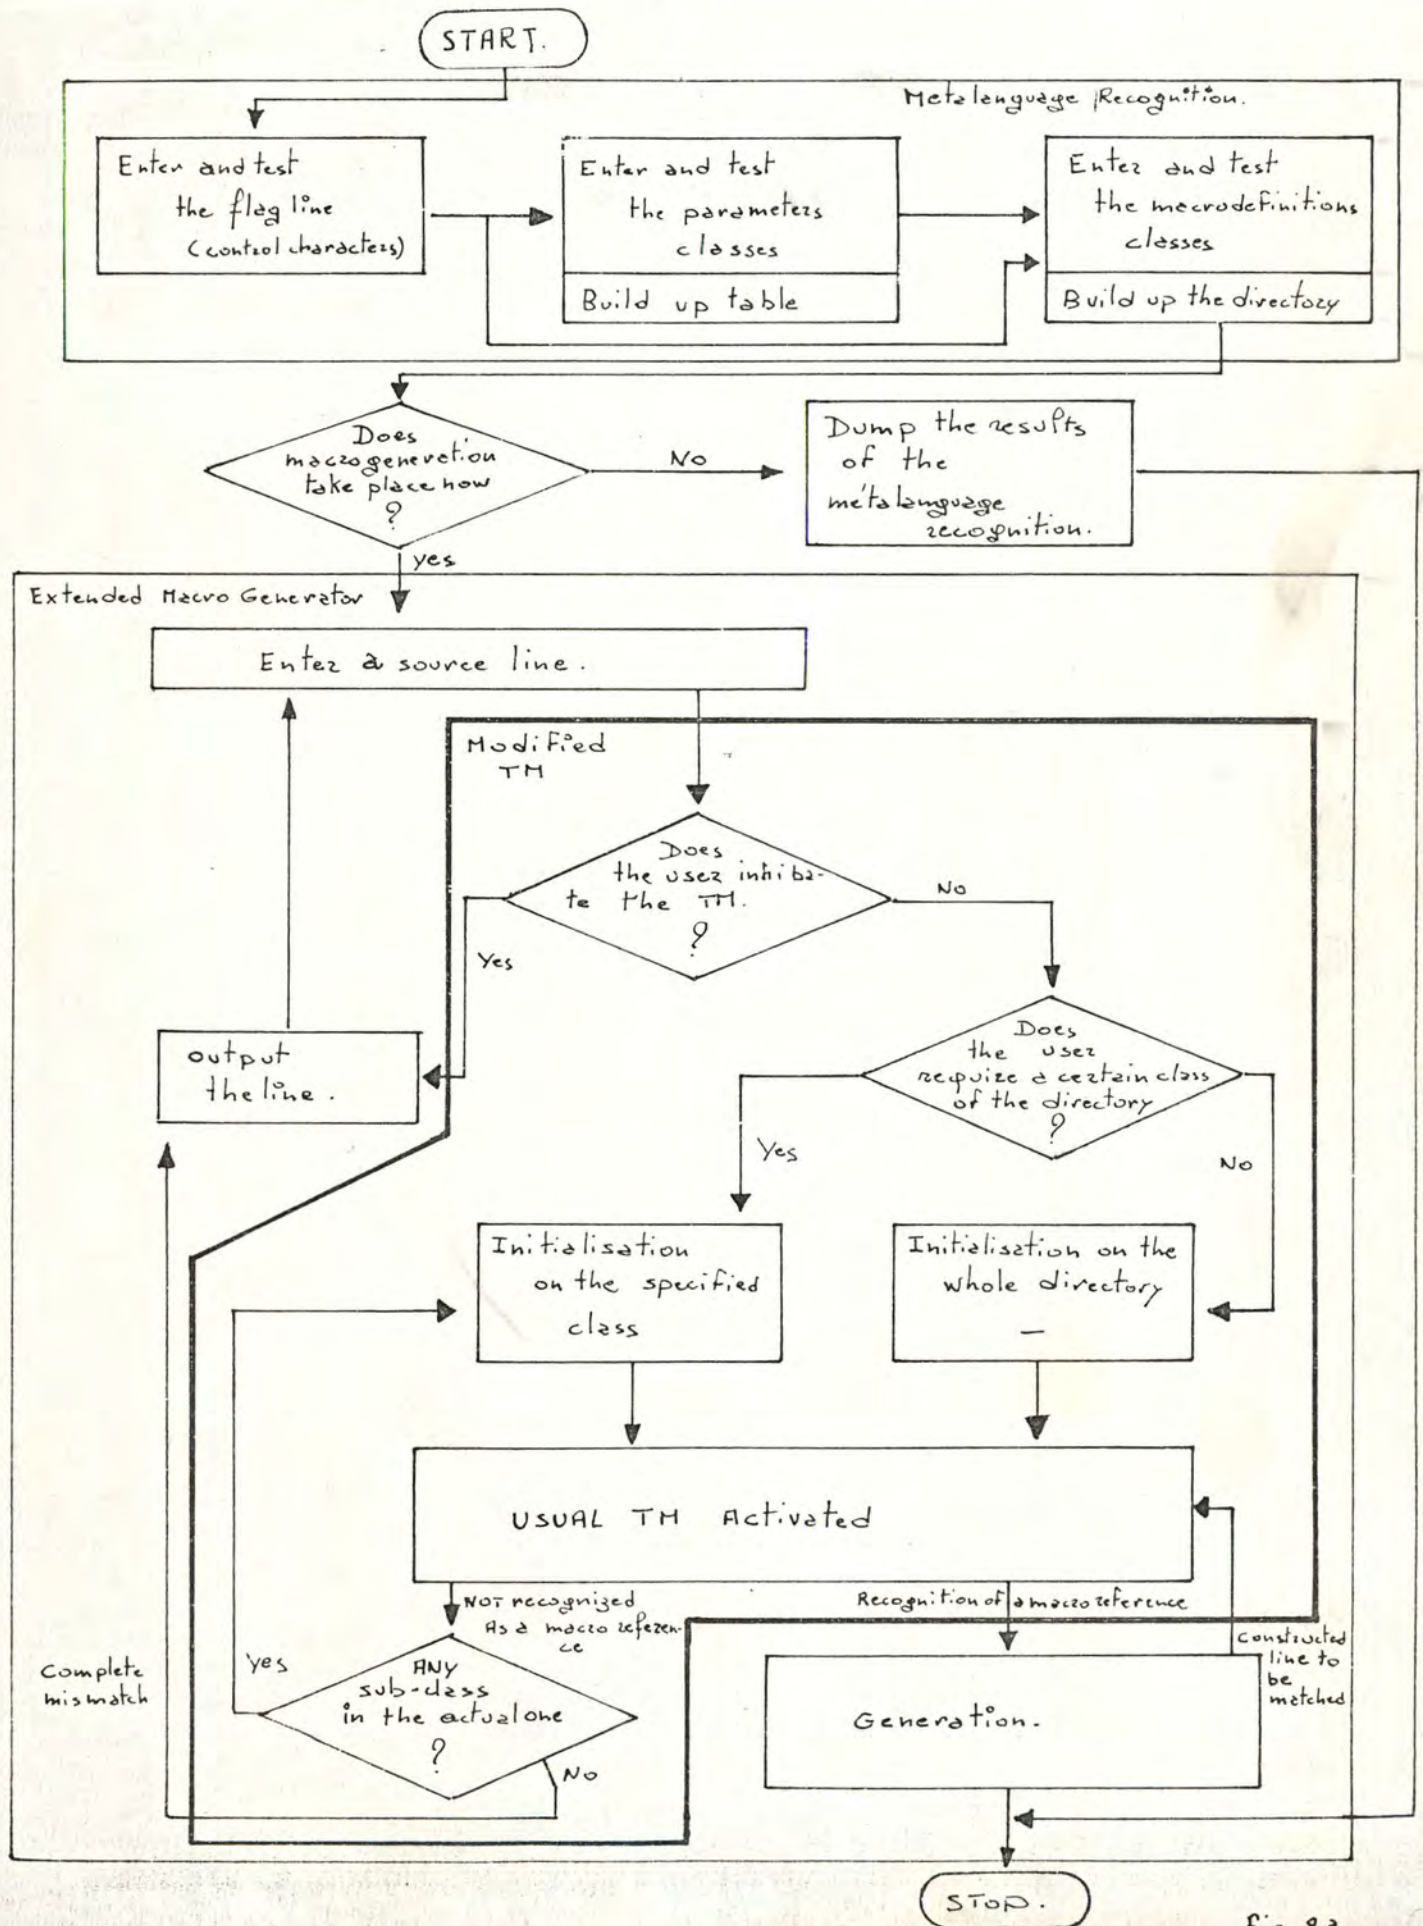 START.
Metalanguage Recognition.
Enter and test
the flag line
(control characters)
Enter and test
the parameters
classes
Build up table
Enter and test
the macrodefinitions
classes
Build up the directory
Does
macrogeneration
take place now
?
No
yes
Dump the results
of the
métalanguage
recognition.
Extended Macro Generator
Enter a source line.
Modified
TM
Does
the user inhiba-
te the TM.
?
Yes
No
output
the line.
Does
the user
require a certain class
of the directory
?
Yes
No
Initialisation
on the specified
class
Initialisation on the
whole directory
—
USUAL TM Activated
NOT recognized
As a macro referen-
ce
Recognition of a macro reference
Complete
mismatch
yes
ANY
sub-class
in the actual one
?
No
Generation.
Constructed
line to
be
matched
STOP.